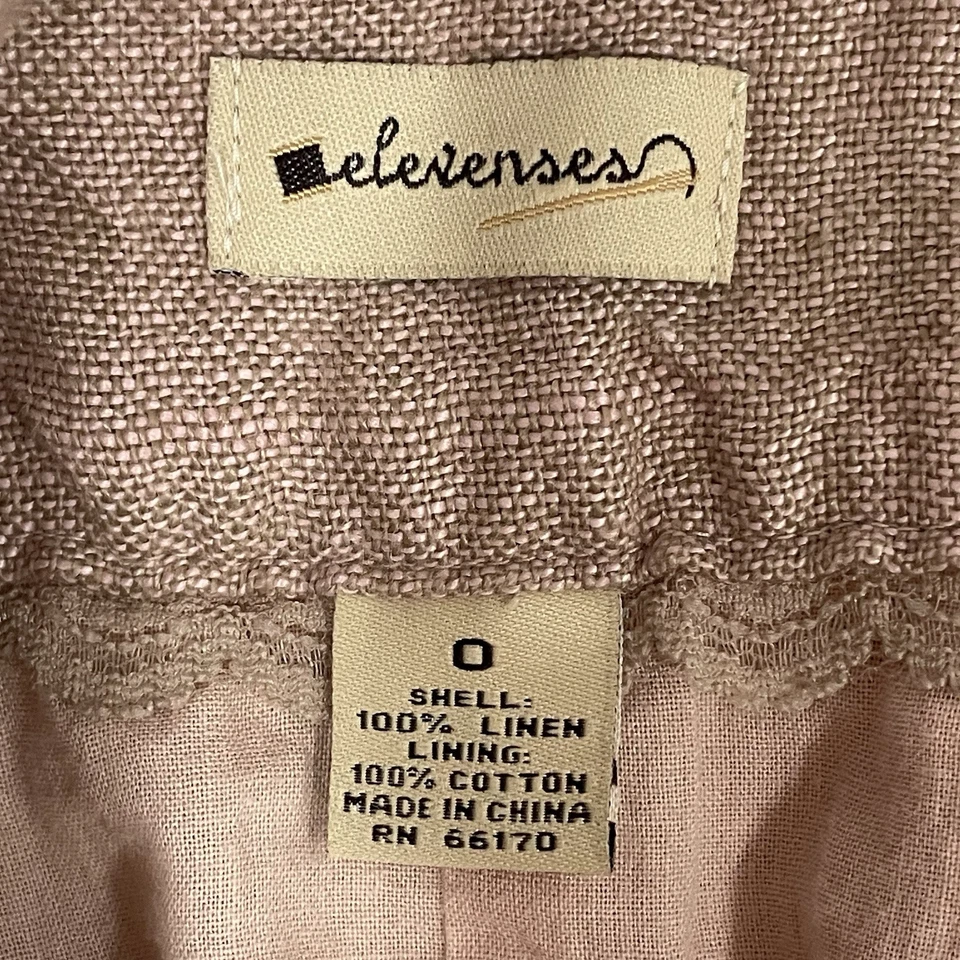 elevenses
0
SHELL:
100% LINEN
LINING:
100% COTTON
MADE IN CHINA
RN 66170